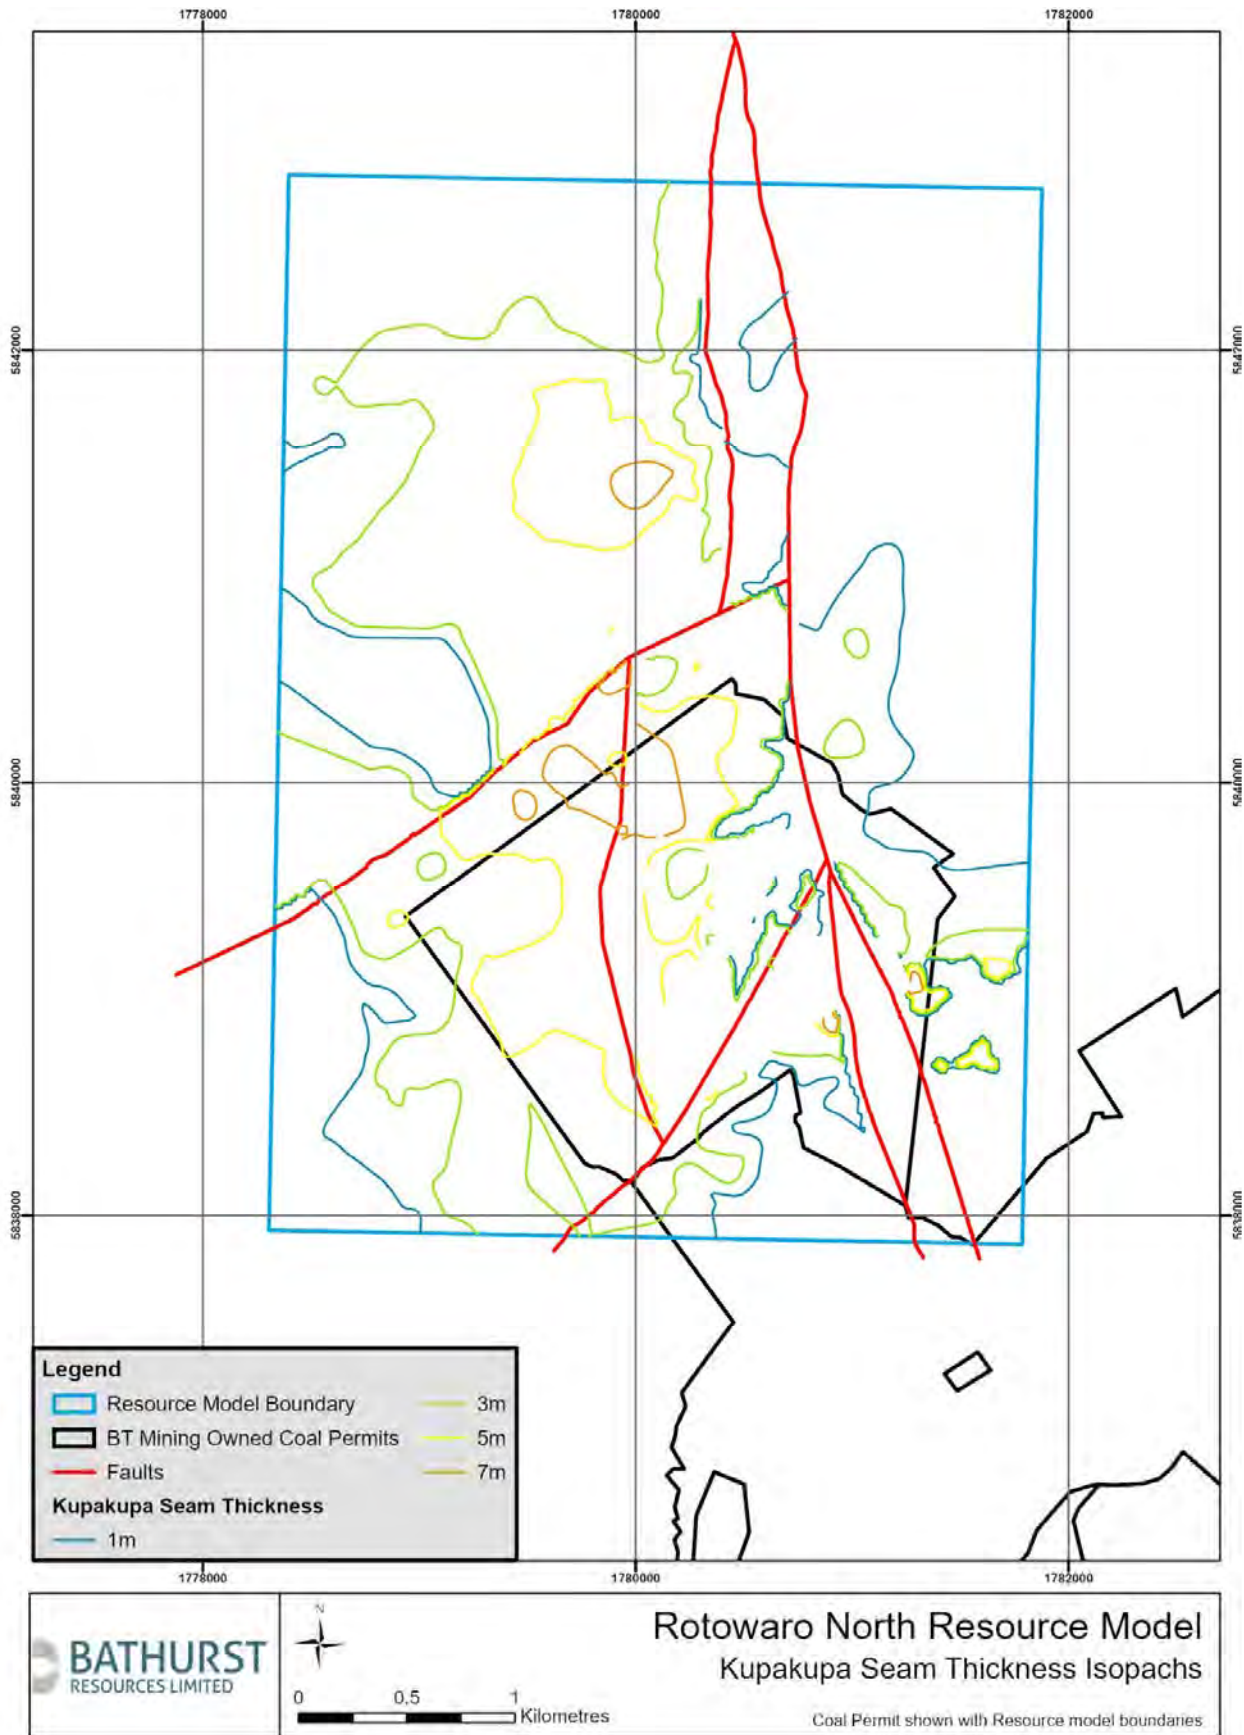 1778000
1780000
1782000
5842000
5842000
5840000
5840000
5838000
5838000
Legend
Resource Model Boundary
BT Mining Owned Coal Permits
Faults
Kupakupa Seam Thickness
1m
3m
5m
7m
1778000
1780000
1782000
BATHURST
RESOURCES LIMITED
N
0 0.5 1
Kilometres
Rotowaro North Resource Model
Kupakupa Seam Thickness Isopachs
Coal Permit shown with Resource model boundaries